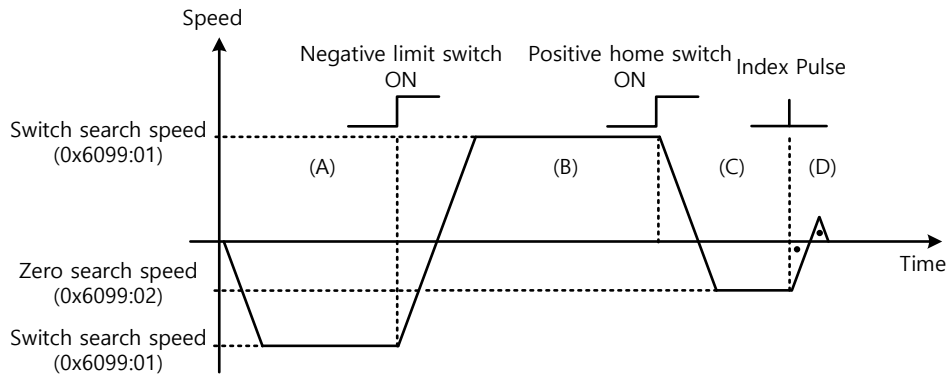 Speed
Negative limit switch
ON
Positive home switch
ON
Index Pulse
Switch search speed
(0x6099:01)
(A)
(B)
(C)
(D)
Time
Zero search speed
(0x6099:02)
Switch search speed
(0x6099:01)